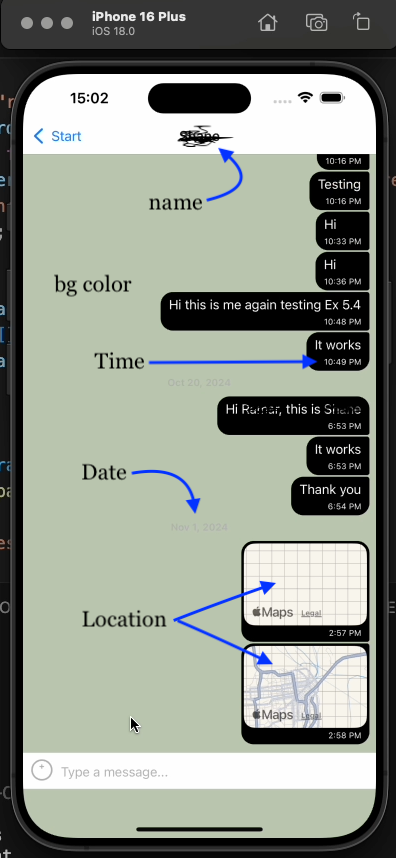 iPhone 16 Plus
iOS 18.0
15:02
Start
Shane
name
10:16 PM
Testing
10:16 PM
Hi
10:33 PM
bg color
Hi
10:36 PM
Hi this is me again testing Ex 5.4
10:48 PM
It works
Time
10:49 PM
Oct 20, 2024
Hi Ramar, this is Shane
6:53 PM
It works
6:53 PM
Date
Thank you
6:54 PM
Nov 1, 2024
Maps Legal
2:57 PM
Location
Maps Legal
2:58 PM
Type a message...